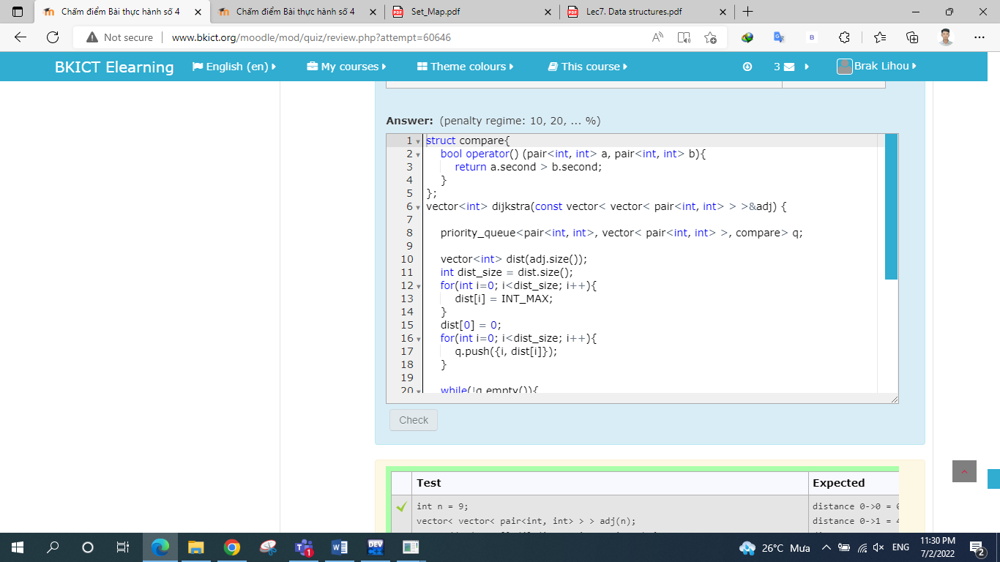 Chấm điểm Bài thực hành số 4
Chấm điểm Bài thực hành số 4
Set_Map.pdf
Lec7. Data structures.pdf
Not secure
www.bkict.org/moodle/mod/quiz/review.php?attempt=60646
BKICT Elearning
English (en)
My courses
Theme colours
This course
3
Brak Lihou
Answer: (penalty regime: 10, 20, ... %)
1 struct compare{
2 bool operator() (pair<int, int> a, pair<int, int> b){
3 return a.second > b.second;
4 }
5 };
6 vector<int> dijkstra(const vector< vector< pair<int, int> > >&adj) {
7
8 priority_queue<pair<int, int>, vector< pair<int, int> >, compare> q;
9
10 vector<int> dist(adj.size());
11 int dist_size = dist.size();
12 for(int i=0; i<dist_size; i++){
13 dist[i] = INT_MAX;
14 }
15 dist[0] = 0;
16 for(int i=0; i<dist_size; i++){
17 q.push({i, dist[i]});
18 }
19
20 while(!q.empty()){
Check
Test
Expected
int n = 9;
distance 0->0 =
vector< vector< pair<int, int> > > adj(n);
distance 0->1 =
26°C Mưa
ENG
11:30 PM
7/2/2022